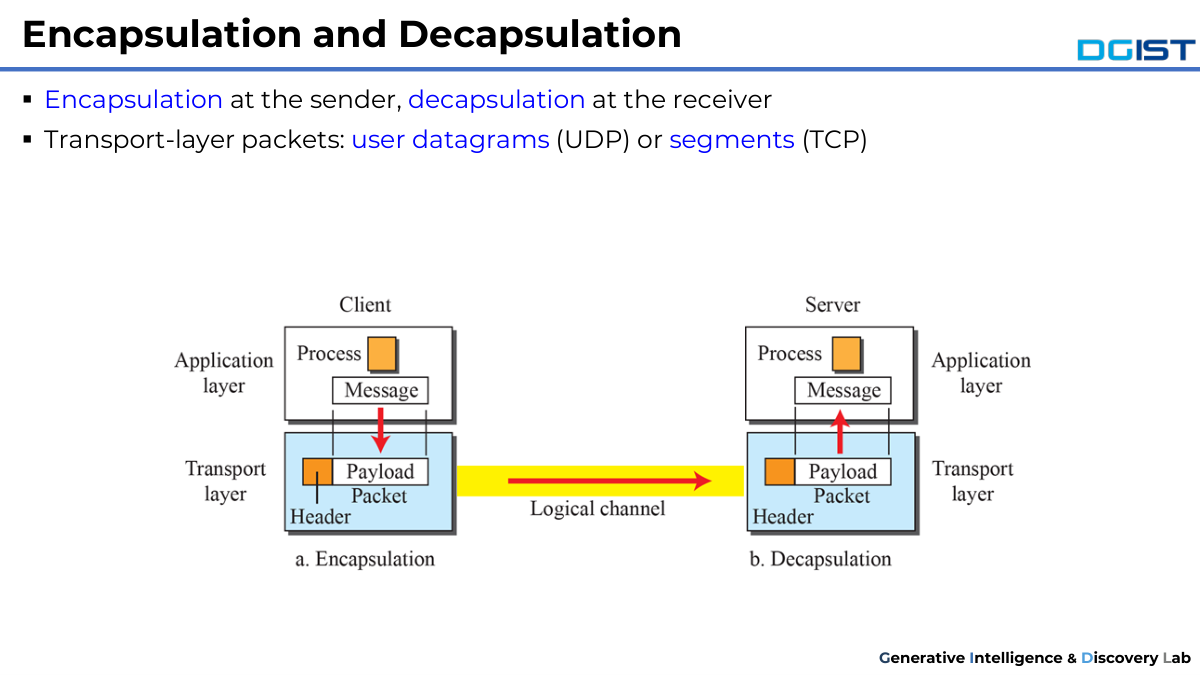 Encapsulation and Decapsulation
DGIST
▪ Encapsulation at the sender, decapsulation at the receiver
▪ Transport-layer packets: user datagrams (UDP) or segments (TCP)
Client
Server
Application
layer
Process
Message
Process
Message
Application
layer
Transport
layer
Payload
Packet
Header
Logical channel
Payload
Packet
Header
Transport
layer
a. Encapsulation
b. Decapsulation
Generative Intelligence & Discovery Lab